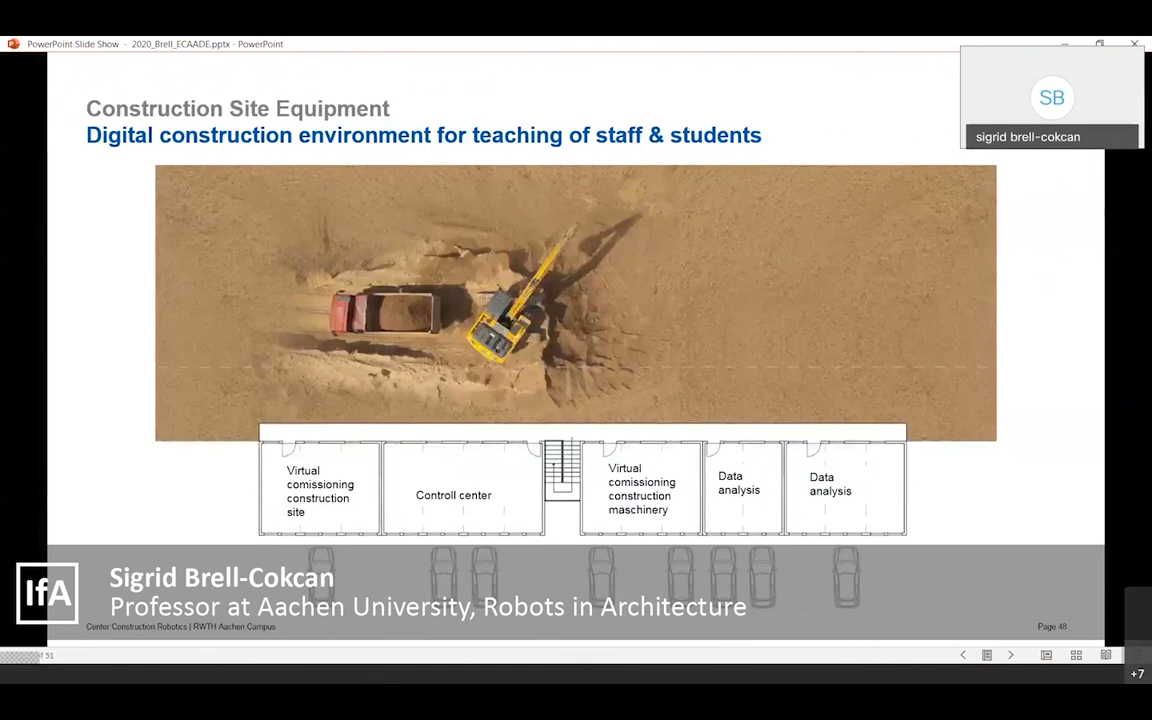 PowerPoint Slide Show - 2020_Brell_ECAADE.pptx - PowerPoint
SB
sigrid brell-cokcan
Construction Site Equipment
Digital construction environment for teaching of staff & students
Virtual
comissioning
construction
site
Controll center
Virtual
comissioning
construction
maschinery
Data
analysis
Data
analysis
IfA
Sigrid Brell-Cokcan
Professor at Aachen University, Robots in Architecture
Center Construction Robotics | RWTH Aachen Campus
Page 48
of 51
+7